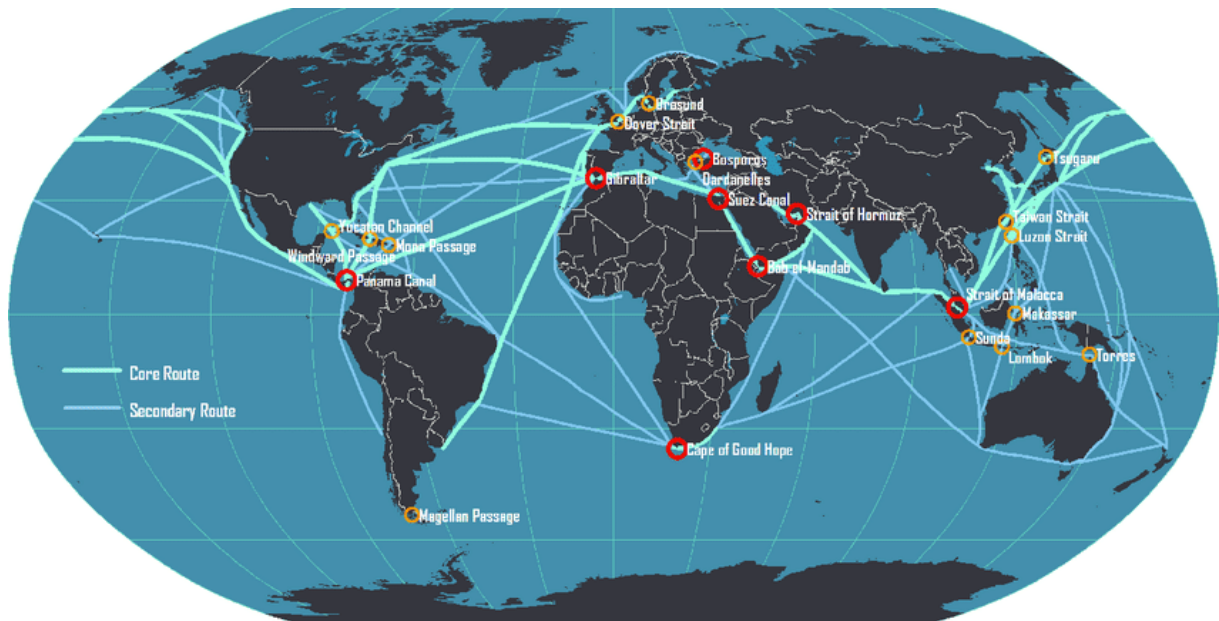 Oresund
Dover Strait
Bosporos
Tsugaru
Dardanelles
Gibraltar
Suez Canal
Strait of Hormuz
Taiwan Strait
Yucatan Channel
Luzon Strait
Mona Passage
Windward Passage
Bab el Mandab
Panama Canal
Strait of Malacca
Makassar
Sunda
Lombok
Torres
Core Route
Secondary Route
Cape of Good Hope
Magellan Passage